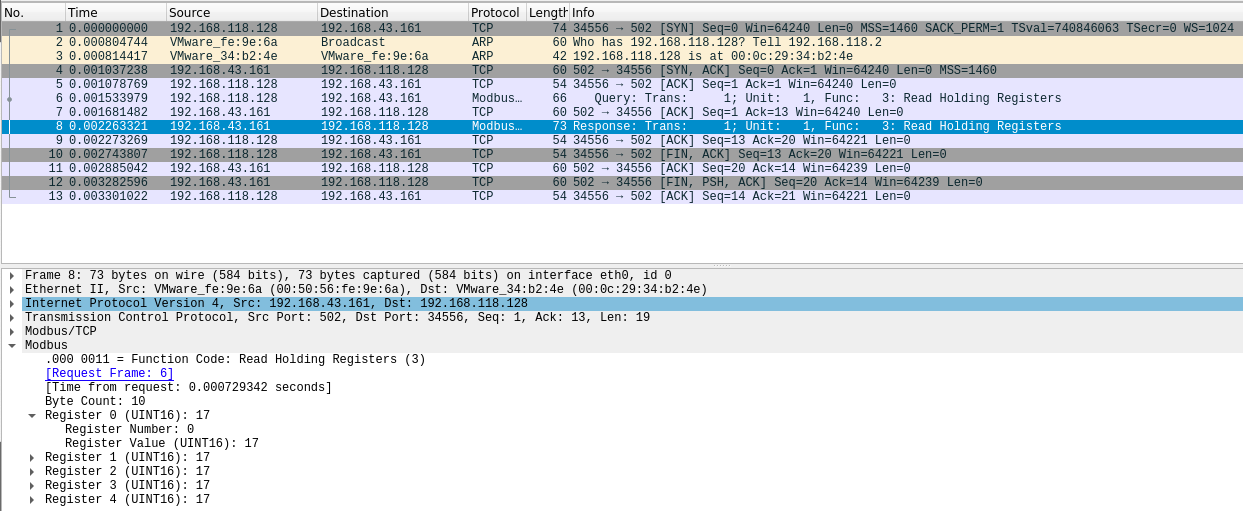 No. Time Source Destination Protocol Length Info
1 0.000000000 192.168.118.128 192.168.43.161 TCP 74 34556 → 502 [SYN] Seq=0 Win=64240 Len=0 MSS=1460 SACK_PERM=1 TSval=740846063 TSecr=0 WS=1024
2 0.000804744 VMware_fe:9e:6a Broadcast ARP 60 Who has 192.168.118.128? Tell 192.168.118.2
3 0.000814417 VMware_34:b2:4e VMware_fe:9e:6a ARP 42 192.168.118.128 is at 00:0c:29:34:b2:4e
4 0.001037238 192.168.43.161 192.168.118.128 TCP 60 502 → 34556 [SYN, ACK] Seq=0 Ack=1 Win=64240 Len=0 MSS=1460
5 0.001078769 192.168.118.128 192.168.43.161 TCP 54 34556 → 502 [ACK] Seq=1 Ack=1 Win=64240 Len=0
6 0.001533979 192.168.118.128 192.168.43.161 Modbus… 66 Query: Trans: 1; Unit: 1, Func: 3: Read Holding Registers
7 0.001681482 192.168.43.161 192.168.118.128 TCP 60 502 → 34556 [ACK] Seq=1 Ack=13 Win=64240 Len=0
8 0.002263321 192.168.43.161 192.168.118.128 Modbus… 73 Response: Trans: 1; Unit: 1, Func: 3: Read Holding Registers
9 0.002273269 192.168.118.128 192.168.43.161 TCP 54 34556 → 502 [ACK] Seq=13 Ack=20 Win=64221 Len=0
10 0.002743807 192.168.118.128 192.168.43.161 TCP 54 34556 → 502 [FIN, ACK] Seq=13 Ack=20 Win=64221 Len=0
11 0.002885042 192.168.43.161 192.168.118.128 TCP 60 502 → 34556 [ACK] Seq=20 Ack=14 Win=64239 Len=0
12 0.003282596 192.168.43.161 192.168.118.128 TCP 60 502 → 34556 [FIN, PSH, ACK] Seq=20 Ack=14 Win=64239 Len=0
13 0.003301022 192.168.118.128 192.168.43.161 TCP 54 34556 → 502 [ACK] Seq=14 Ack=21 Win=64221 Len=0
Frame 8: 73 bytes on wire (584 bits), 73 bytes captured (584 bits) on interface eth0, id 0
Ethernet II, Src: VMware_fe:9e:6a (00:50:56:fe:9e:6a), Dst: VMware_34:b2:4e (00:0c:29:34:b2:4e)
Internet Protocol Version 4, Src: 192.168.43.161, Dst: 192.168.118.128
Transmission Control Protocol, Src Port: 502, Dst Port: 34556, Seq: 1, Ack: 13, Len: 19
Modbus/TCP
Modbus
.000 0011 = Function Code: Read Holding Registers (3)
[Request Frame: 6]
[Time from request: 0.000729342 seconds]
Byte Count: 10
Register 0 (UINT16): 17
Register Number: 0
Register Value (UINT16): 17
Register 1 (UINT16): 17
Register 2 (UINT16): 17
Register 3 (UINT16): 17
Register 4 (UINT16): 17